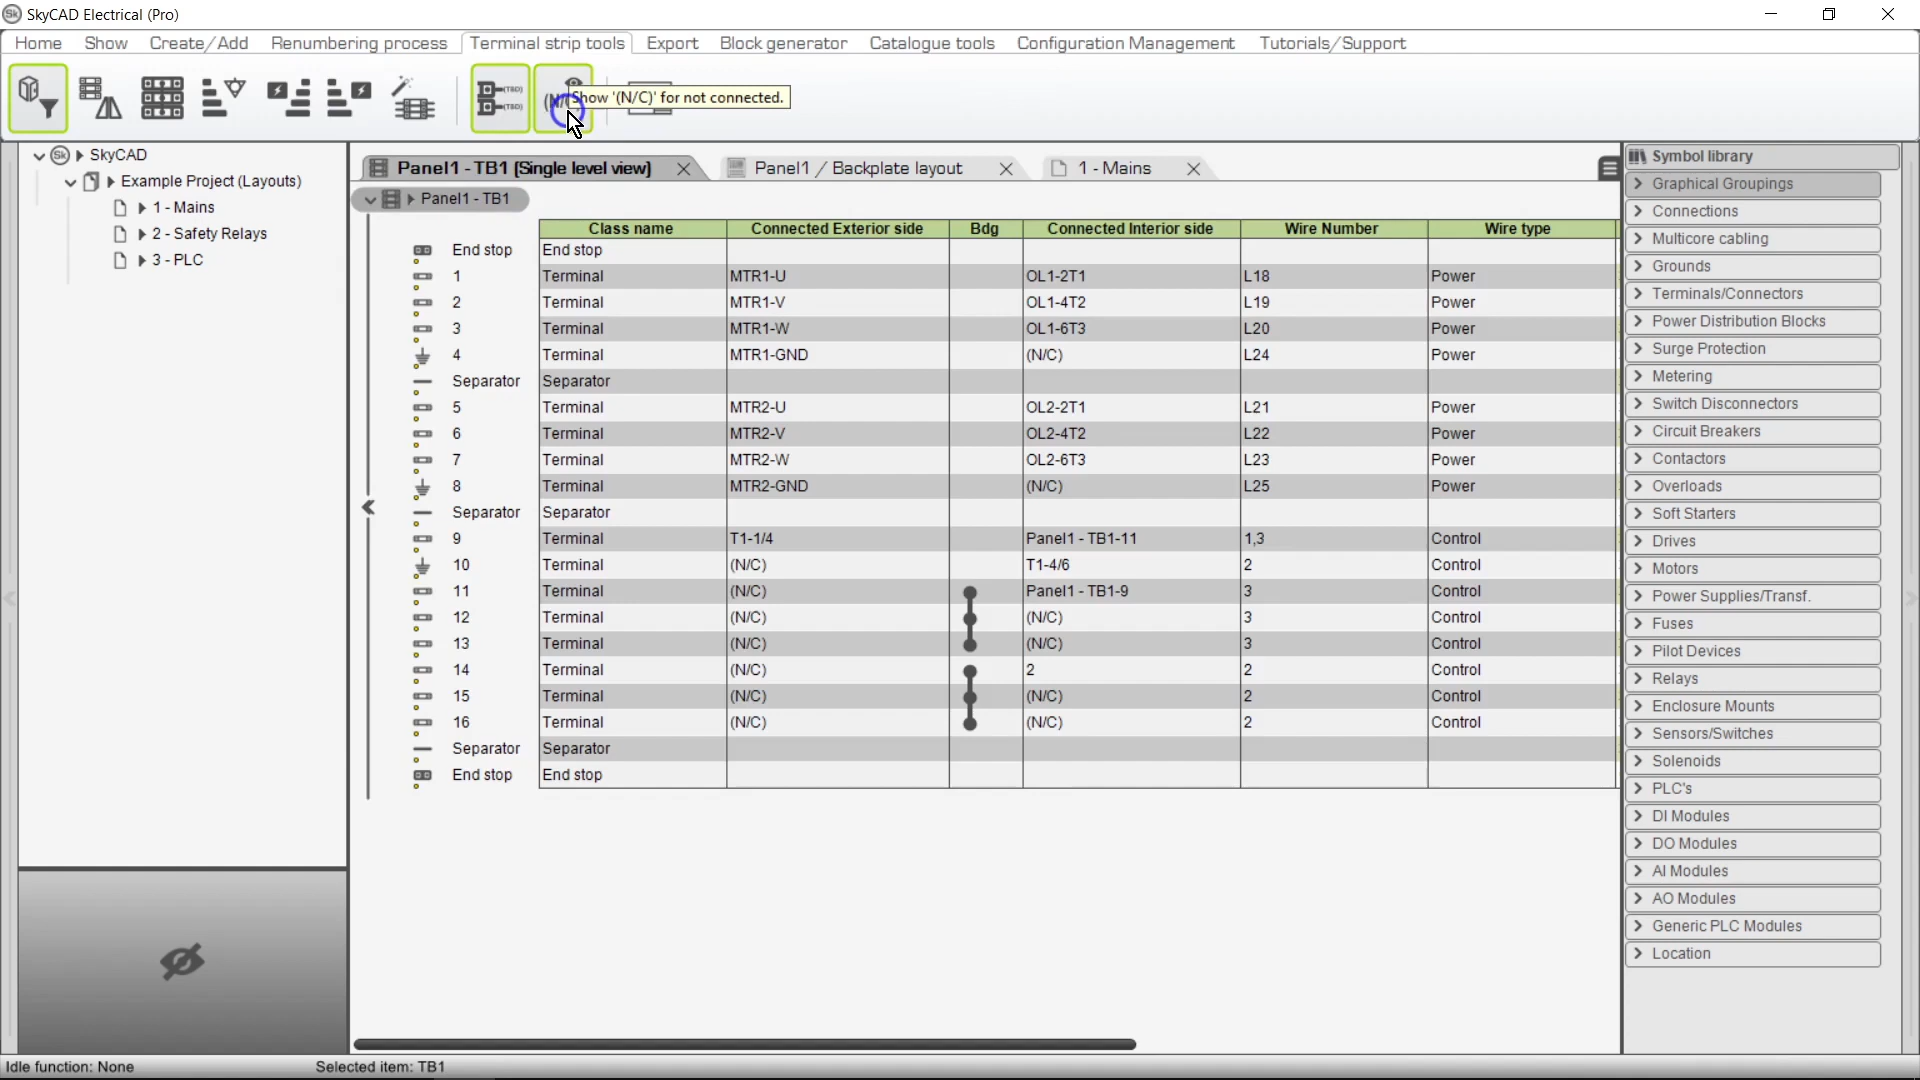 SkyCAD Electrical (Pro)
Home Show Create/Add Renumbering process Terminal strip tools Export Block generator Catalogue tools Configuration Management Tutorials/Support
(TBD)
(TBD)
Show '(N/C)' for not connected.
SkyCAD
Example Project (Layouts)
1 - Mains
2 - Safety Relays
3 - PLC
Panel1 - TB1 [Single level view] Panel1 / Backplate layout 1 - Mains
Panel1 - TB1
Class name Connected Exterior side Bdg Connected Interior side Wire Number Wire type
End stop End stop
1 Terminal MTR1-U OL1-2T1 L18 Power
2 Terminal MTR1-V OL1-4T2 L19 Power
3 Terminal MTR1-W OL1-6T3 L20 Power
4 Terminal MTR1-GND (N/C) L24 Power
Separator Separator
5 Terminal MTR2-U OL2-2T1 L21 Power
6 Terminal MTR2-V OL2-4T2 L22 Power
7 Terminal MTR2-W OL2-6T3 L23 Power
8 Terminal MTR2-GND (N/C) L25 Power
Separator Separator
9 Terminal T1-1/4 Panel1 - TB1-11 1,3 Control
10 Terminal (N/C) T1-4/6 2 Control
11 Terminal (N/C) Panel1 - TB1-9 3 Control
12 Terminal (N/C) (N/C) 3 Control
13 Terminal (N/C) (N/C) 3 Control
14 Terminal (N/C) 2 2 Control
15 Terminal (N/C) (N/C) 2 Control
16 Terminal (N/C) (N/C) 2 Control
Separator Separator
End stop End stop
Symbol library
Graphical Groupings
Connections
Multicore cabling
Grounds
Terminals/Connectors
Power Distribution Blocks
Surge Protection
Metering
Switch Disconnectors
Circuit Breakers
Contactors
Overloads
Soft Starters
Drives
Motors
Power Supplies/Transf.
Fuses
Pilot Devices
Relays
Enclosure Mounts
Sensors/Switches
Solenoids
PLC's
DI Modules
DO Modules
AI Modules
AO Modules
Generic PLC Modules
Location
Idle function: None Selected item: TB1